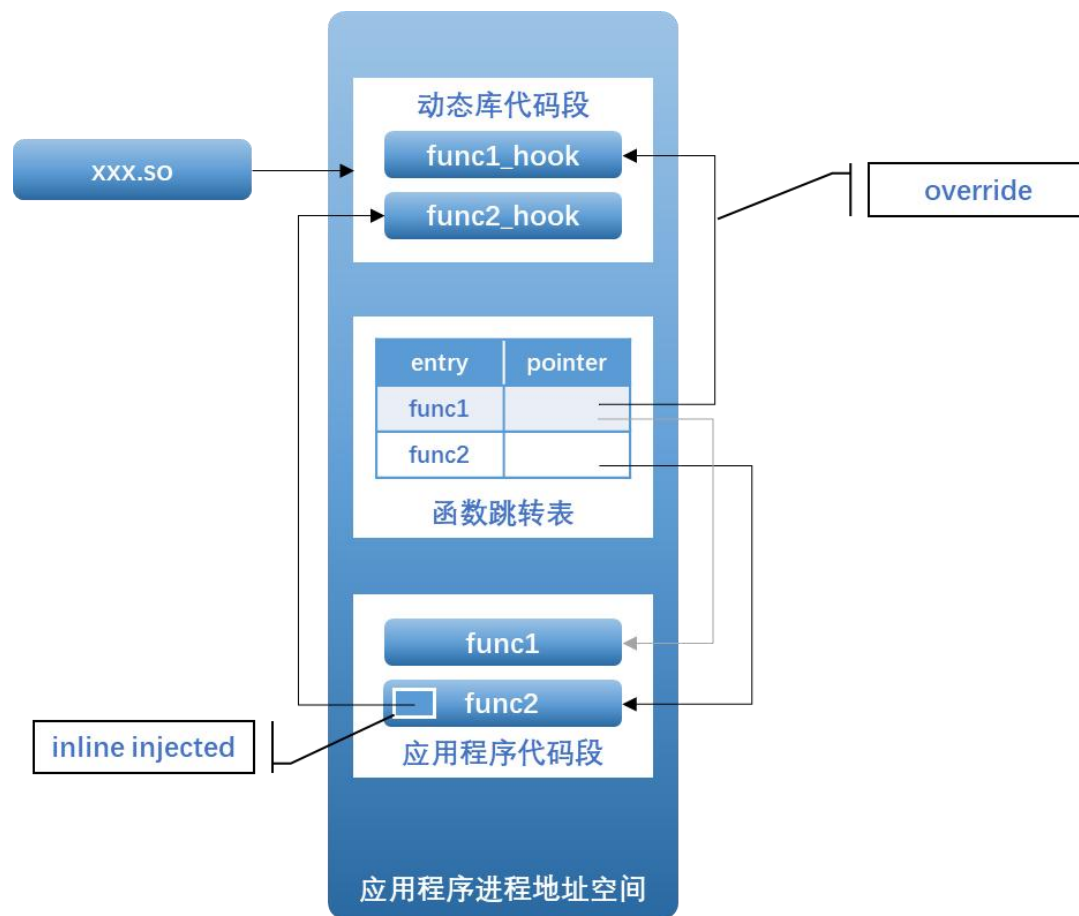 动态库代码段
func1_hook
xxx.so
func2_hook
override
entry pointer
func1
func2
函数跳转表
func1
func2
inline injected
应用程序代码段
应用程序进程地址空间